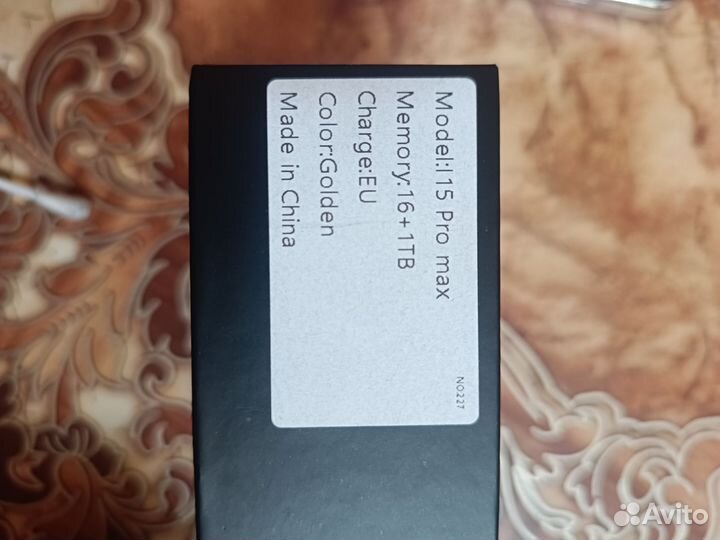 Model:I15 Pro max
Memory:16+1TB
Charge:EU
Color:Golden
Made in China
NO227
Avito